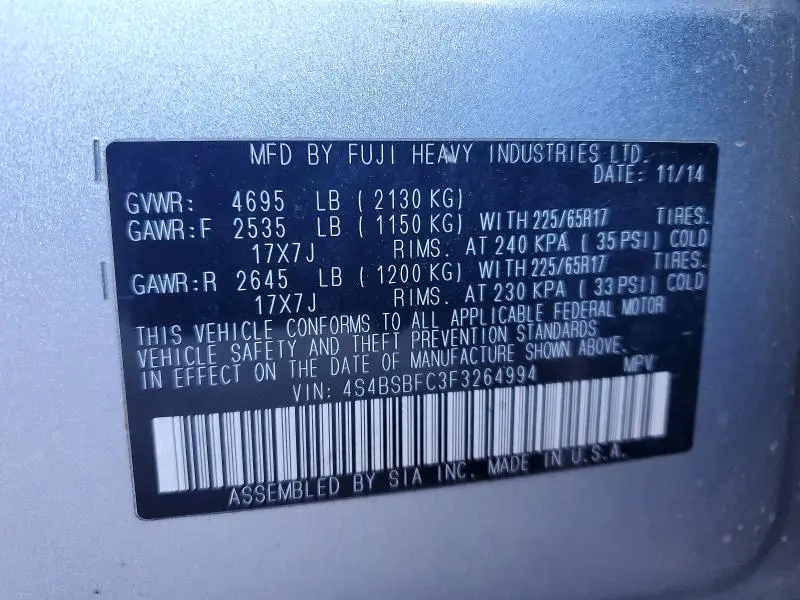 MFD BY FUJI HEAVY INDUSTRIES LTD.
DATE: 11/14
GVWR: 4695 LB ( 2130 KG)
GAWR:F 2535 LB ( 1150 KG) WITH 225/65R17 TIRES.
17X7J RIMS. AT 240 KPA ( 35 PSI) COLD
GAWR:R 2645 LB ( 1200 KG) WITH 225/65R17 TIRES.
17X7J RIMS. AT 230 KPA ( 33 PSI) COLD
THIS VEHICLE CONFORMS TO ALL APPLICABLE FEDERAL MOTOR
VEHICLE SAFETY AND THEFT PREVENTION STANDARDS
IN EFFECT ON THE DATE OF MANUFACTURE SHOWN ABOVE.
VIN: 4S4BSBFC3F3264994 MPV
ASSEMBLED BY SIA INC. MADE IN U.S.A.